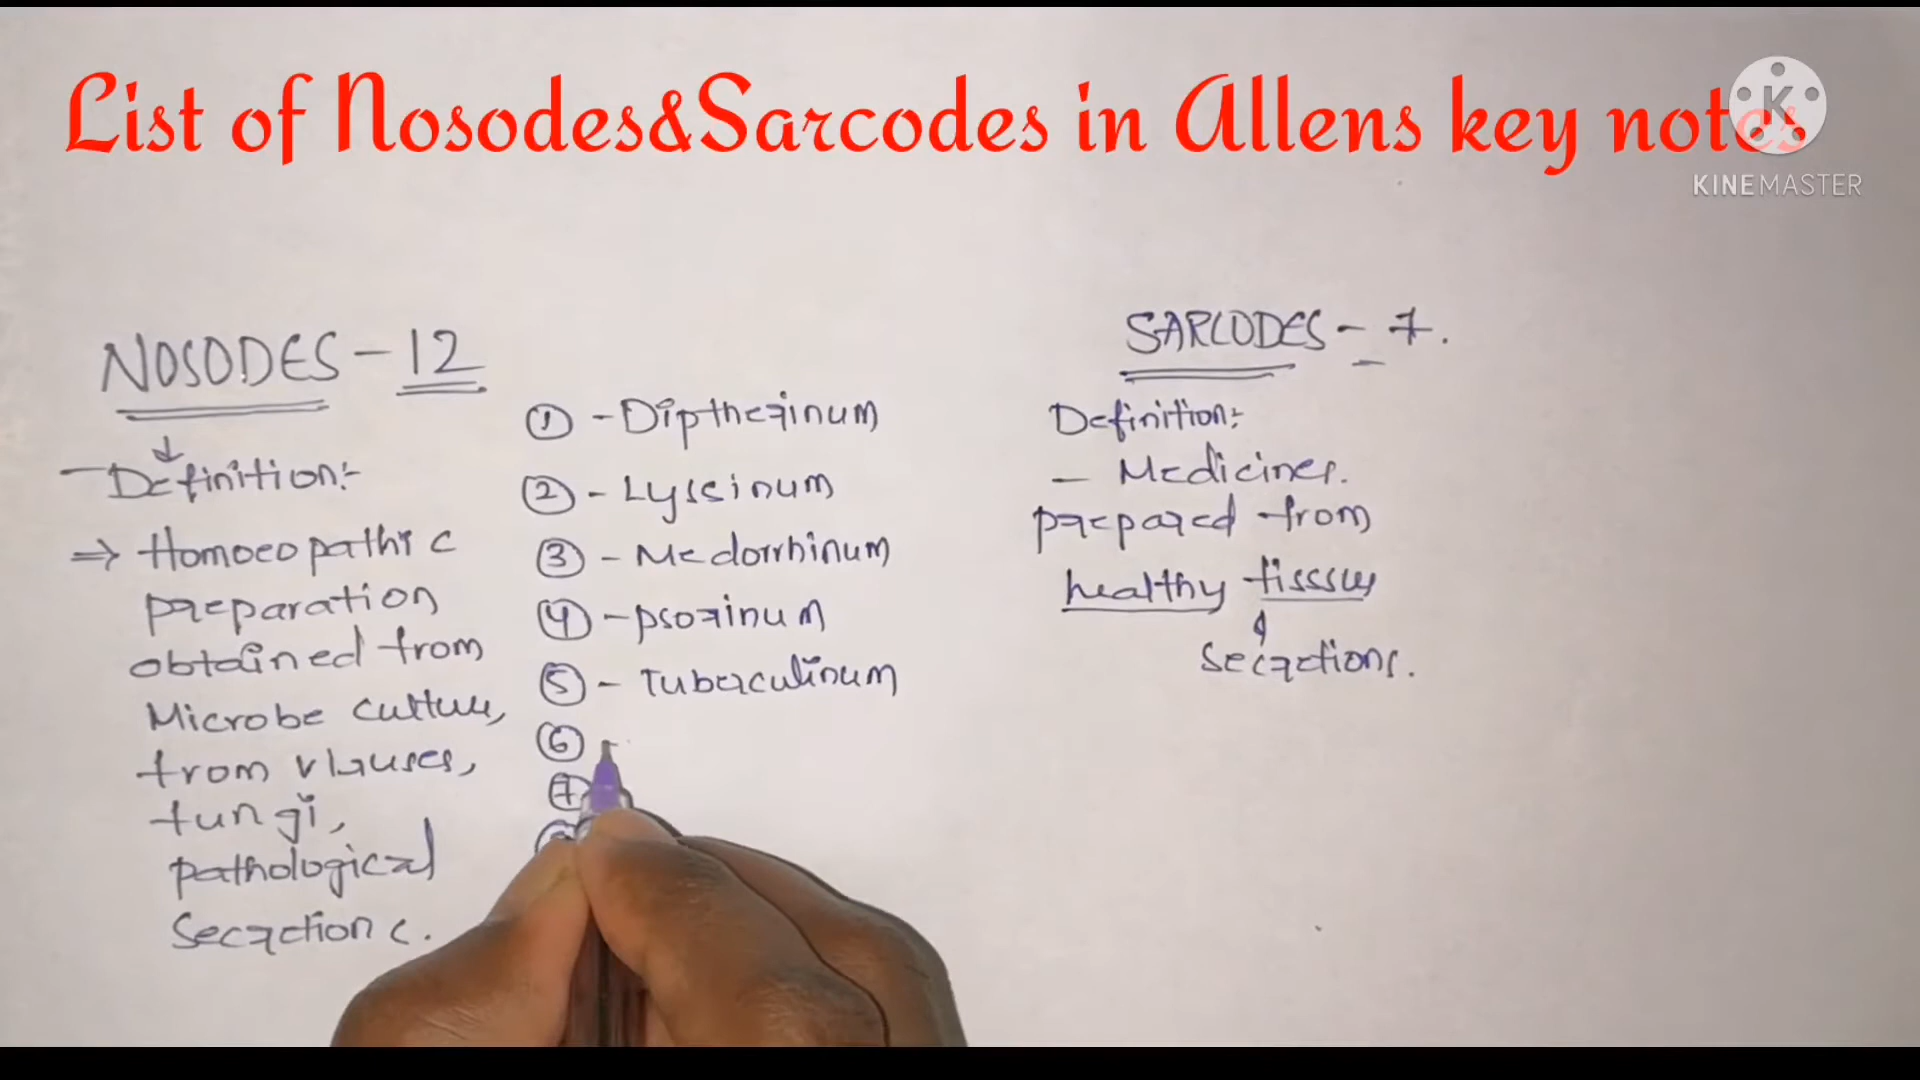 List of Nosodes&Sarcodes in Allens key notes
KINEMASTER
NOSODES - 12
- Definition:-
⇒ Homoeopathic
preparation
obtained from
Microbe culture,
from viruses,
fungi,
pathological
Secretions.
① - Diptherinum
② - Lyssinum
③ - Medorrhinum
④ - psorinum
⑤ - Tuberculinum
⑥ -
⑦
SARCODES - 7.
Definition:-
- Medicines.
prepared from
healthy tisssus
&
Secretions.